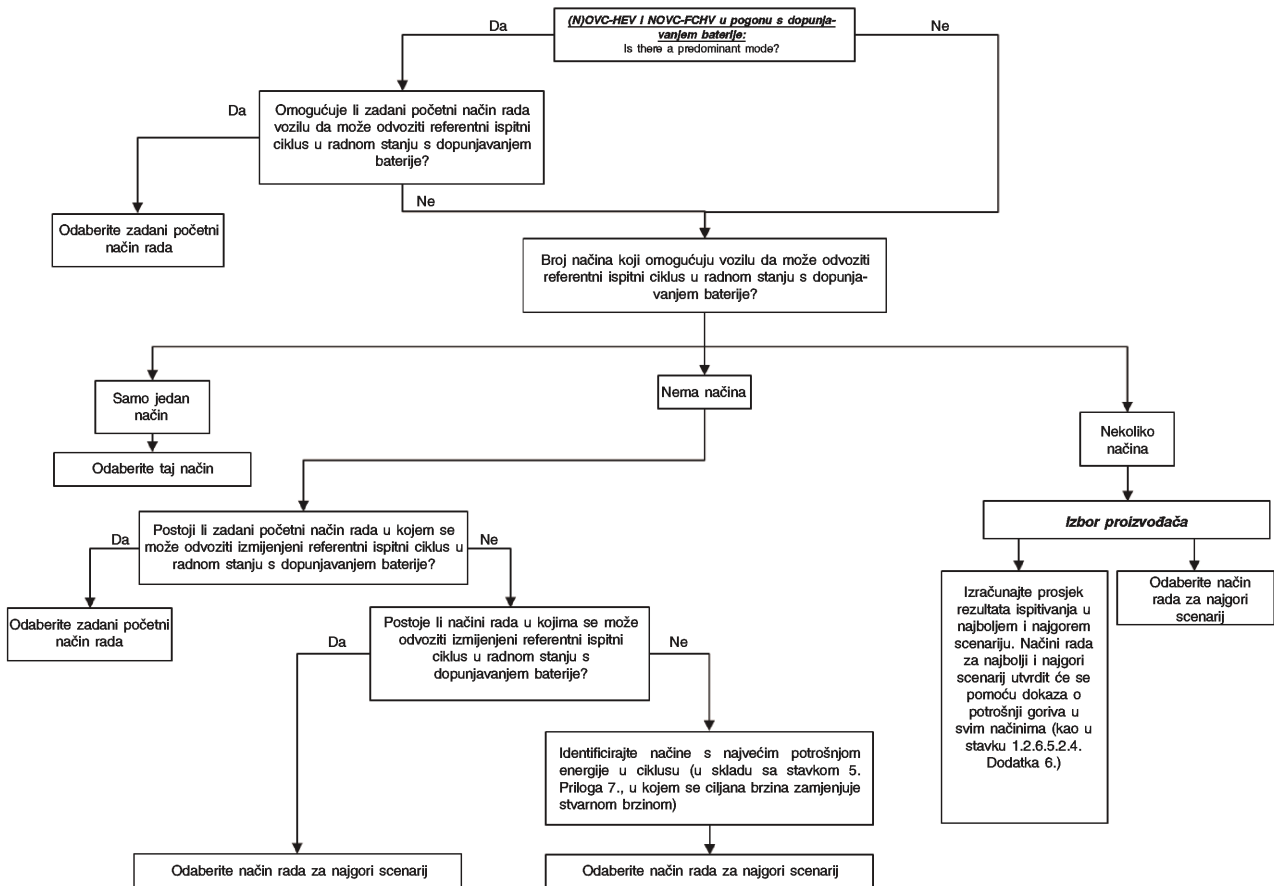 (N)OVC-HEV i NOVC-FCHV u pogonu s dopunja-
vanjem baterije:
Is there a predominant mode?
Da
Ne
Omogućuje li zadani početni način rada
vozilu da može odvoziti referentni ispitni
ciklus u radnom stanju s dopunjavanjem
baterije?
Da
Ne
Odaberite zadani početni
način rada
Broj načina koji omogućuju vozilu da može odvoziti
referentni ispitni ciklus u radnom stanju s dopunja-
vanjem baterije?
Samo jedan
način
Nema načina
Nekoliko
načina
Odaberite taj način
Izbor proizvođača
Postoji li zadani početni način rada u kojem se
može odvoziti izmijenjeni referentni ispitni ciklus u
radnom stanju s dopunjavanjem baterije?
Da
Ne
Izračunajte prosjek
rezultata ispitivanja u
najboljem i najgorem
scenariju. Načini rada
za najbolji i najgori
scenarij utvrdit će se
pomoću dokaza o
potrošnji goriva u
svim načinima (kao u
stavku 1.2.6.5.2.4.
Dodatka 6.)
Odaberite način
rada za najgori
scenarij
Odaberite zadani početni
način rada
Postoje li načini rada u kojima se može
odvoziti izmijenjeni referentni ispitni
ciklus u radnom stanju s
dopunjavanjem baterije?
Da
Ne
Identificirajte načine s najvećim potrošnjom
energije u ciklusu (u skladu sa stavkom 5.
Priloga 7., u kojem se ciljana brzina zamjenjuje
stvarnom brzinom)
Odaberite način rada za najgori scenarij
Odaberite način rada za najgori scenarij